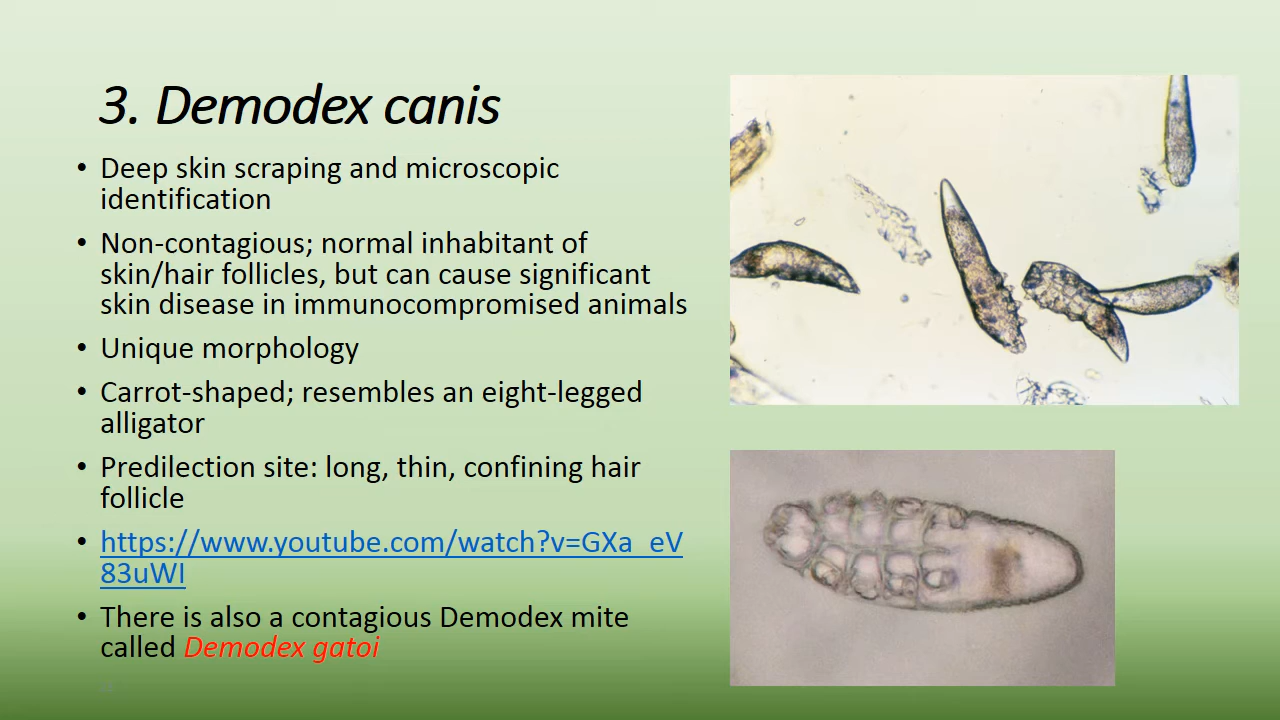 3. Demodex canis
• Deep skin scraping and microscopic
identification
• Non-contagious; normal inhabitant of
skin/hair follicles, but can cause significant
skin disease in immunocompromised animals
• Unique morphology
• Carrot-shaped; resembles an eight-legged
alligator
• Predilection site: long, thin, confining hair
follicle
• https://www.youtube.com/watch?v=GXa_eV
83uWI
• There is also a contagious Demodex mite
called Demodex gatoi